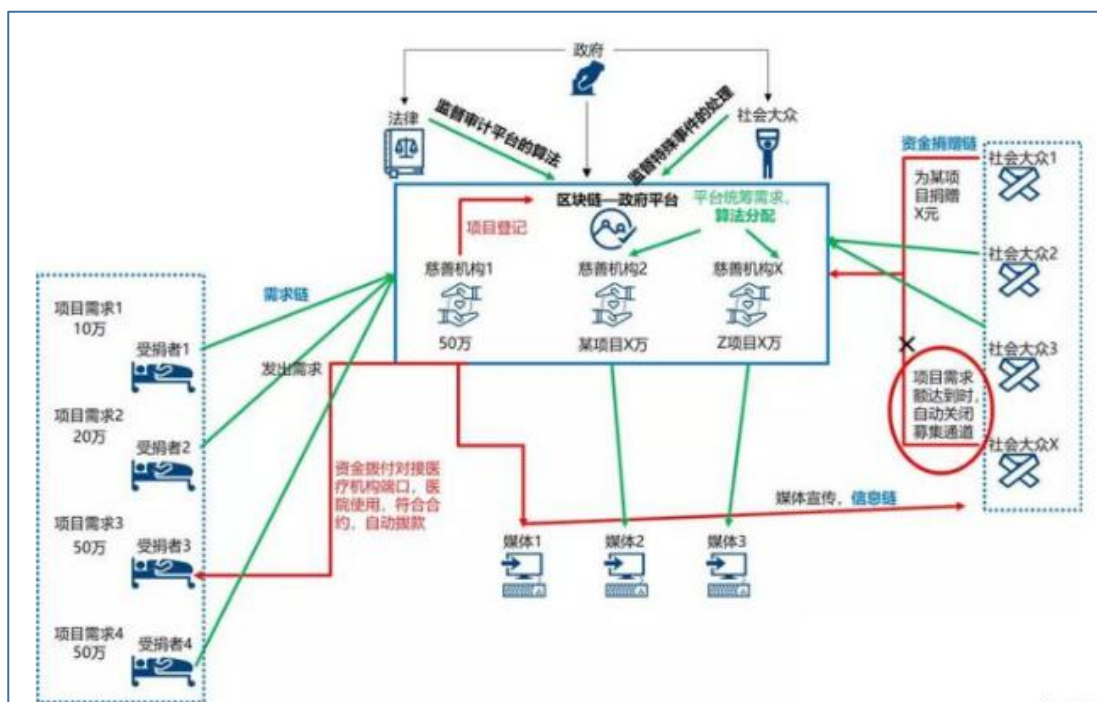 政府
法律
社会大众
监督审计平台的算法
监督特殊事件的处理
区块链—政府平台
平台统筹需求，
算法分配
项目登记
慈善机构1
慈善机构2
慈善机构X
50万
某项目X万
Z项目X万
资金捐赠链
为某项
目捐赠
X元
社会大众1
社会大众2
社会大众3
社会大众X
项目需求
额达到时，
自动关闭
募集通道
需求链
发出需求
项目需求1
10万
受捐者1
项目需求2
20万
受捐者2
项目需求3
50万
受捐者3
项目需求4
50万
受捐者4
资金拨付对接医
疗机构端口，医
院使用，符合合
约，自动拨款
媒体宣传，信息链
媒体1
媒体2
媒体3